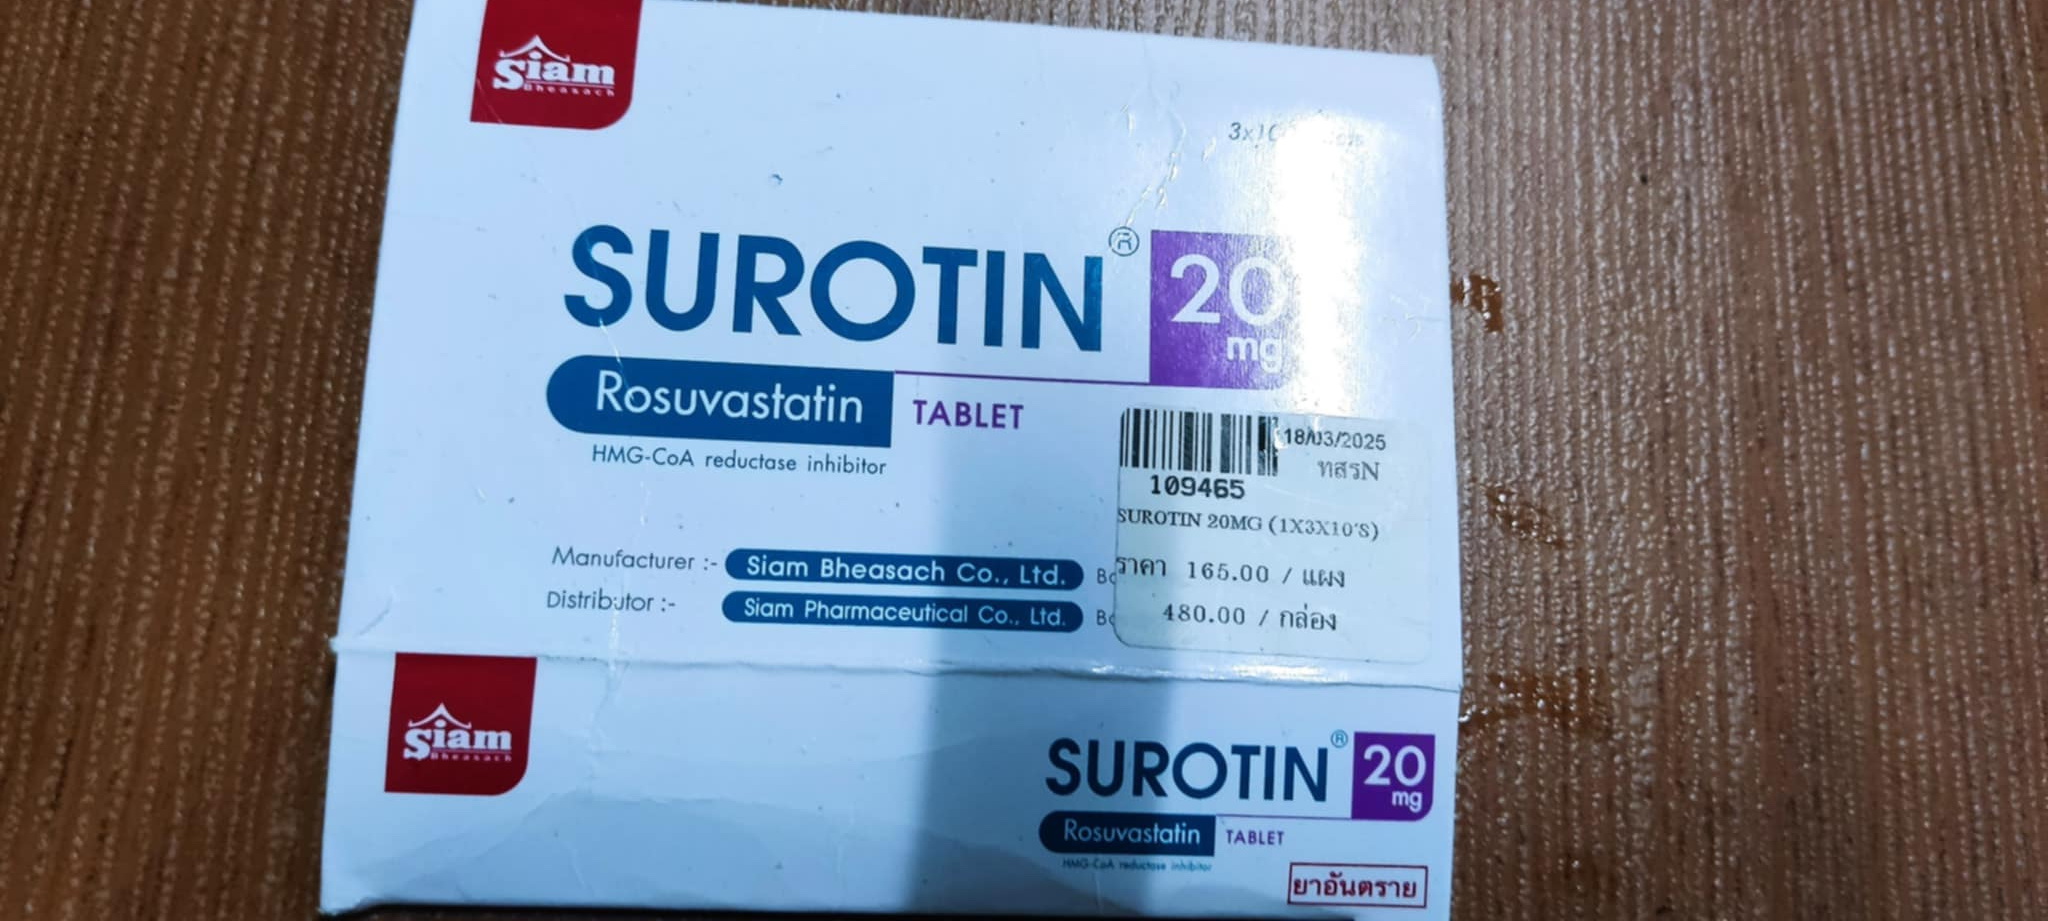 Siam
Bheasach
SUROTIN® 20
mg
Rosuvastatin TABLET
HMG-CoA reductase inhibitor
Manufacturer :- Siam Bheasach Co., Ltd.
Distributor :- Siam Pharmaceutical Co., Ltd.
18/03/2025
ทสรN
109465
SUROTIN 20MG (1X3X10'S)
ราคา 165.00 / แผง
480.00 / กล่อง
Siam
Bheasach
SUROTIN® 20
mg
Rosuvastatin TABLET
HMG-CoA reductase inhibitor
ยาอันตราย